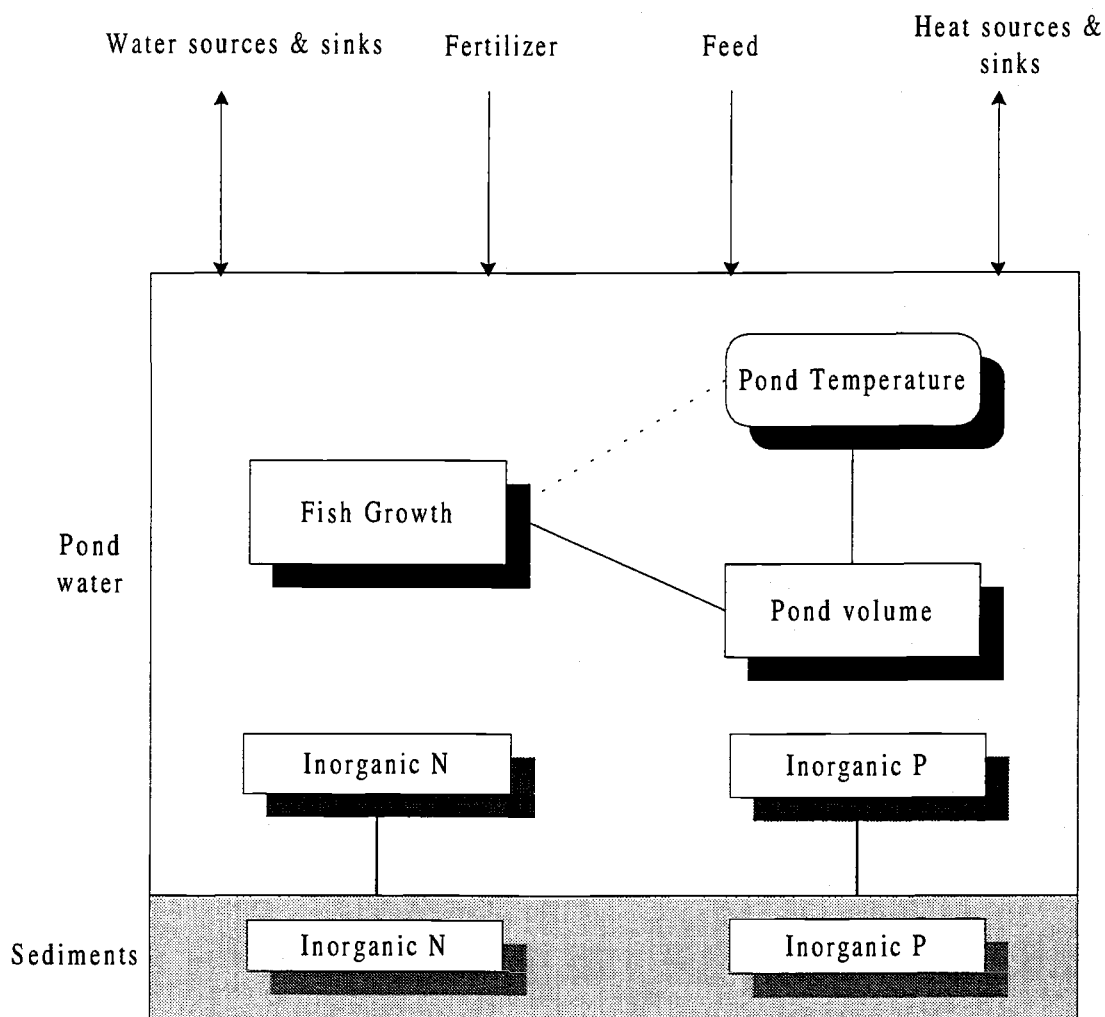 Water sources & sinks
Fertilizer
Feed
Heat sources &
sinks
Pond Temperature
Fish Growth
Pond
water
Pond volume
Inorganic N
Inorganic P
Sediments
Inorganic N
Inorganic P